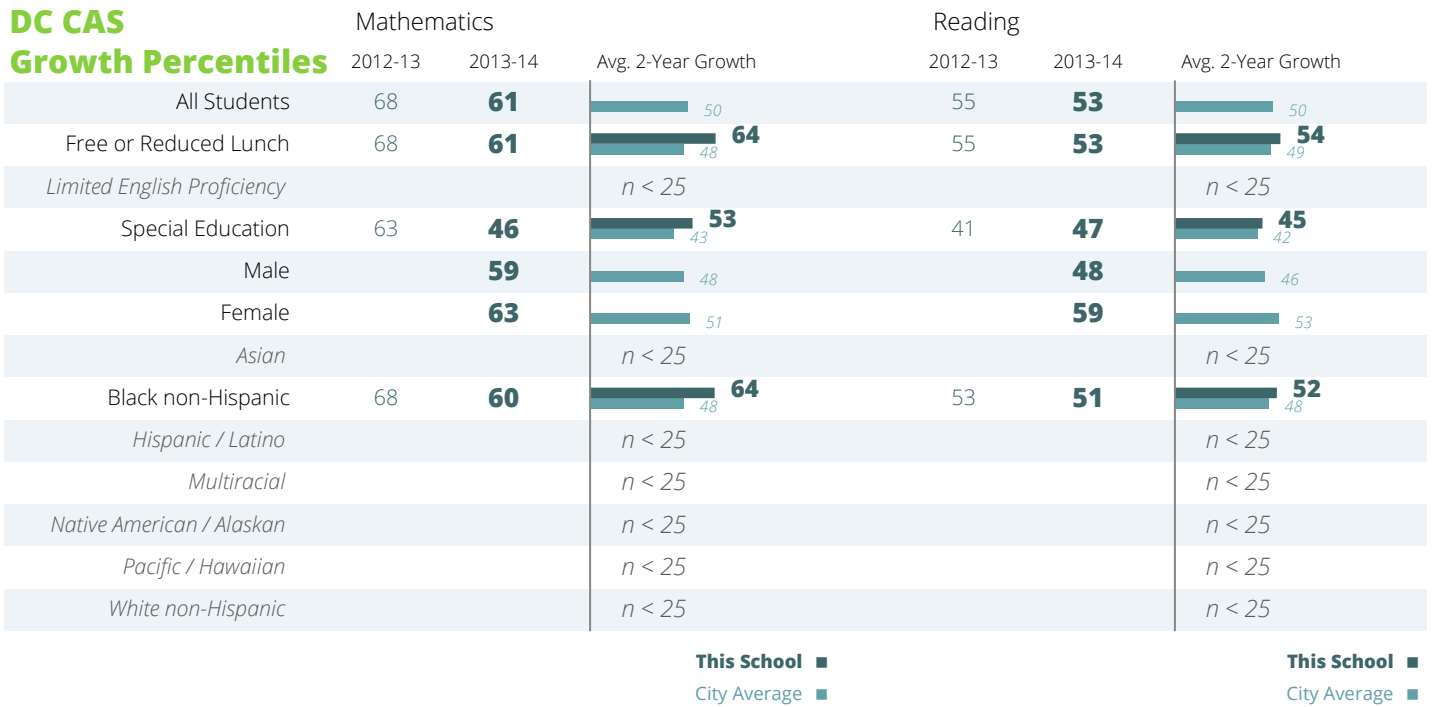 DC CAS
Growth Percentiles
Mathematics Reading
2012-13 2013-14 Avg. 2-Year Growth 2012-13 2013-14 Avg. 2-Year Growth
All Students 68 61 50 55 53 50
Free or Reduced Lunch 68 61 64 48 55 53 54 49
Limited English Proficiency n < 25 n < 25
Special Education 63 46 53 43 41 47 45 42
Male 59 48 48 46
Female 63 51 59 53
Asian n < 25 n < 25
Black non-Hispanic 68 60 64 48 53 51 52 48
Hispanic / Latino n < 25 n < 25
Multiracial n < 25 n < 25
Native American / Alaskan n < 25 n < 25
Pacific / Hawaiian n < 25 n < 25
White non-Hispanic n < 25 n < 25
This School This School
City Average City Average